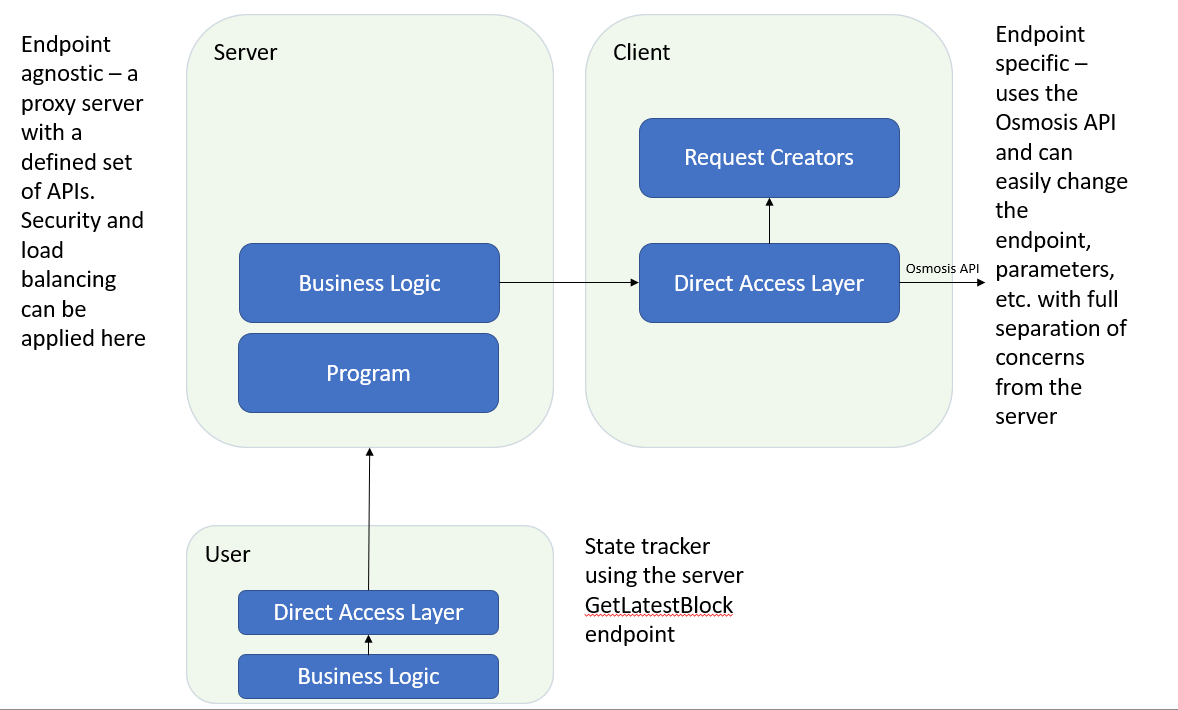 Endpoint
agnostic – a
proxy server
with a
defined set
of APIs.
Security and
load
balancing
can be
applied here
Server
Business Logic
Program
Client
Request Creators
Direct Access Layer
Osmosis API
Endpoint
specific –
uses the
Osmosis API
and can
easily change
the
endpoint,
parameters,
etc. with full
separation of
concerns
from the
server
User
Direct Access Layer
Business Logic
State tracker
using the server
GetLatestBlock
endpoint